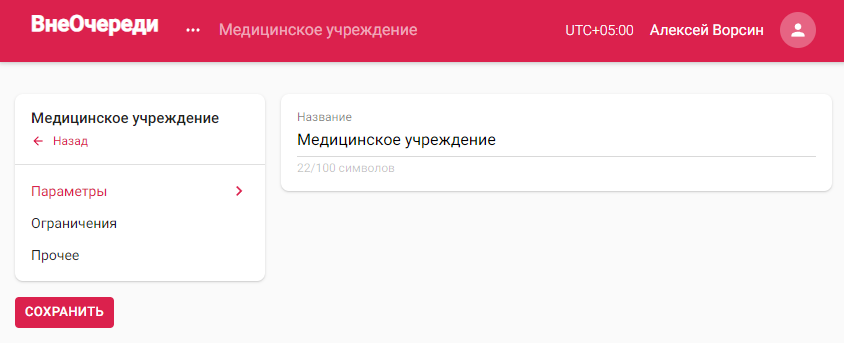 ВнеОчереди
Медицинское учреждение
UTC+05:00
Алексей Ворсин
Медицинское учреждение
Назад
Параметры
Ограничения
Прочее
СОХРАНИТЬ
Название
Медицинское учреждение
22/100 символов